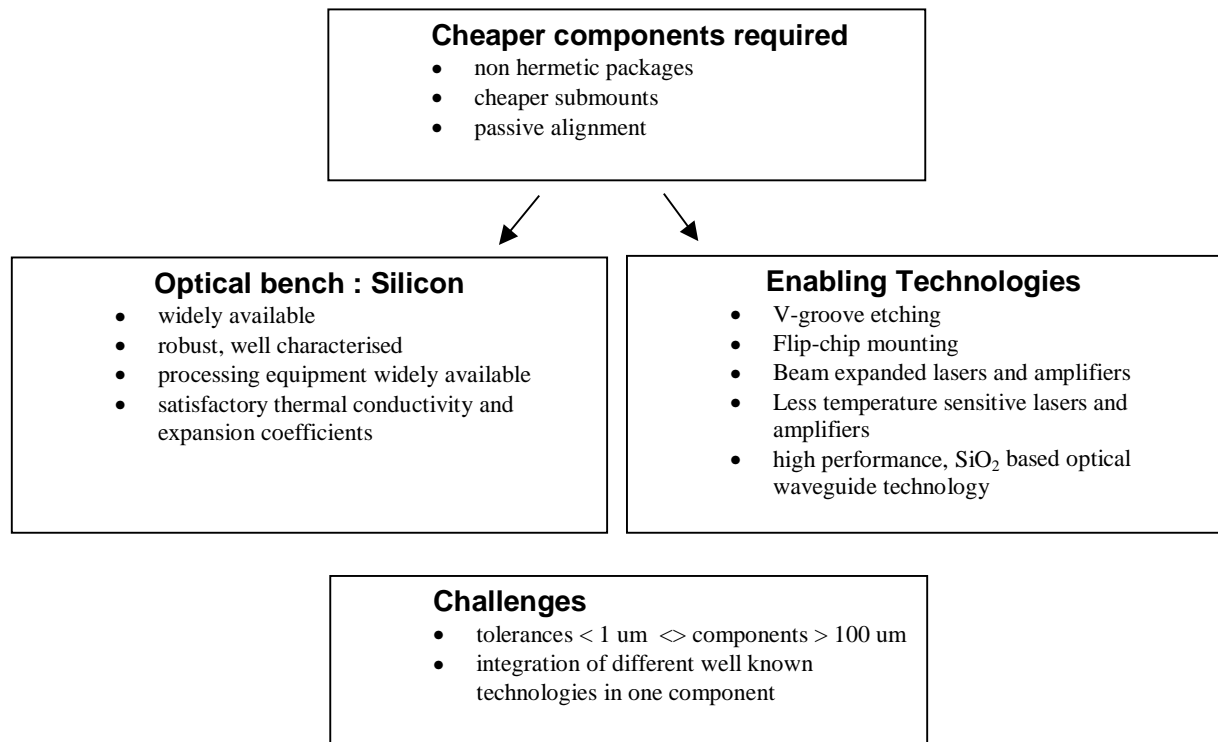 Cheaper components required
• non hermetic packages
• cheaper submounts
• passive alignment
Optical bench : Silicon
• widely available
• robust, well characterised
• processing equipment widely available
• satisfactory thermal conductivity and
expansion coefficients
Enabling Technologies
• V-groove etching
• Flip-chip mounting
• Beam expanded lasers and amplifiers
• Less temperature sensitive lasers and
amplifiers
• high performance, SiO₂ based optical
waveguide technology
Challenges
• tolerances < 1 um <> components > 100 um
• integration of different well known
technologies in one component